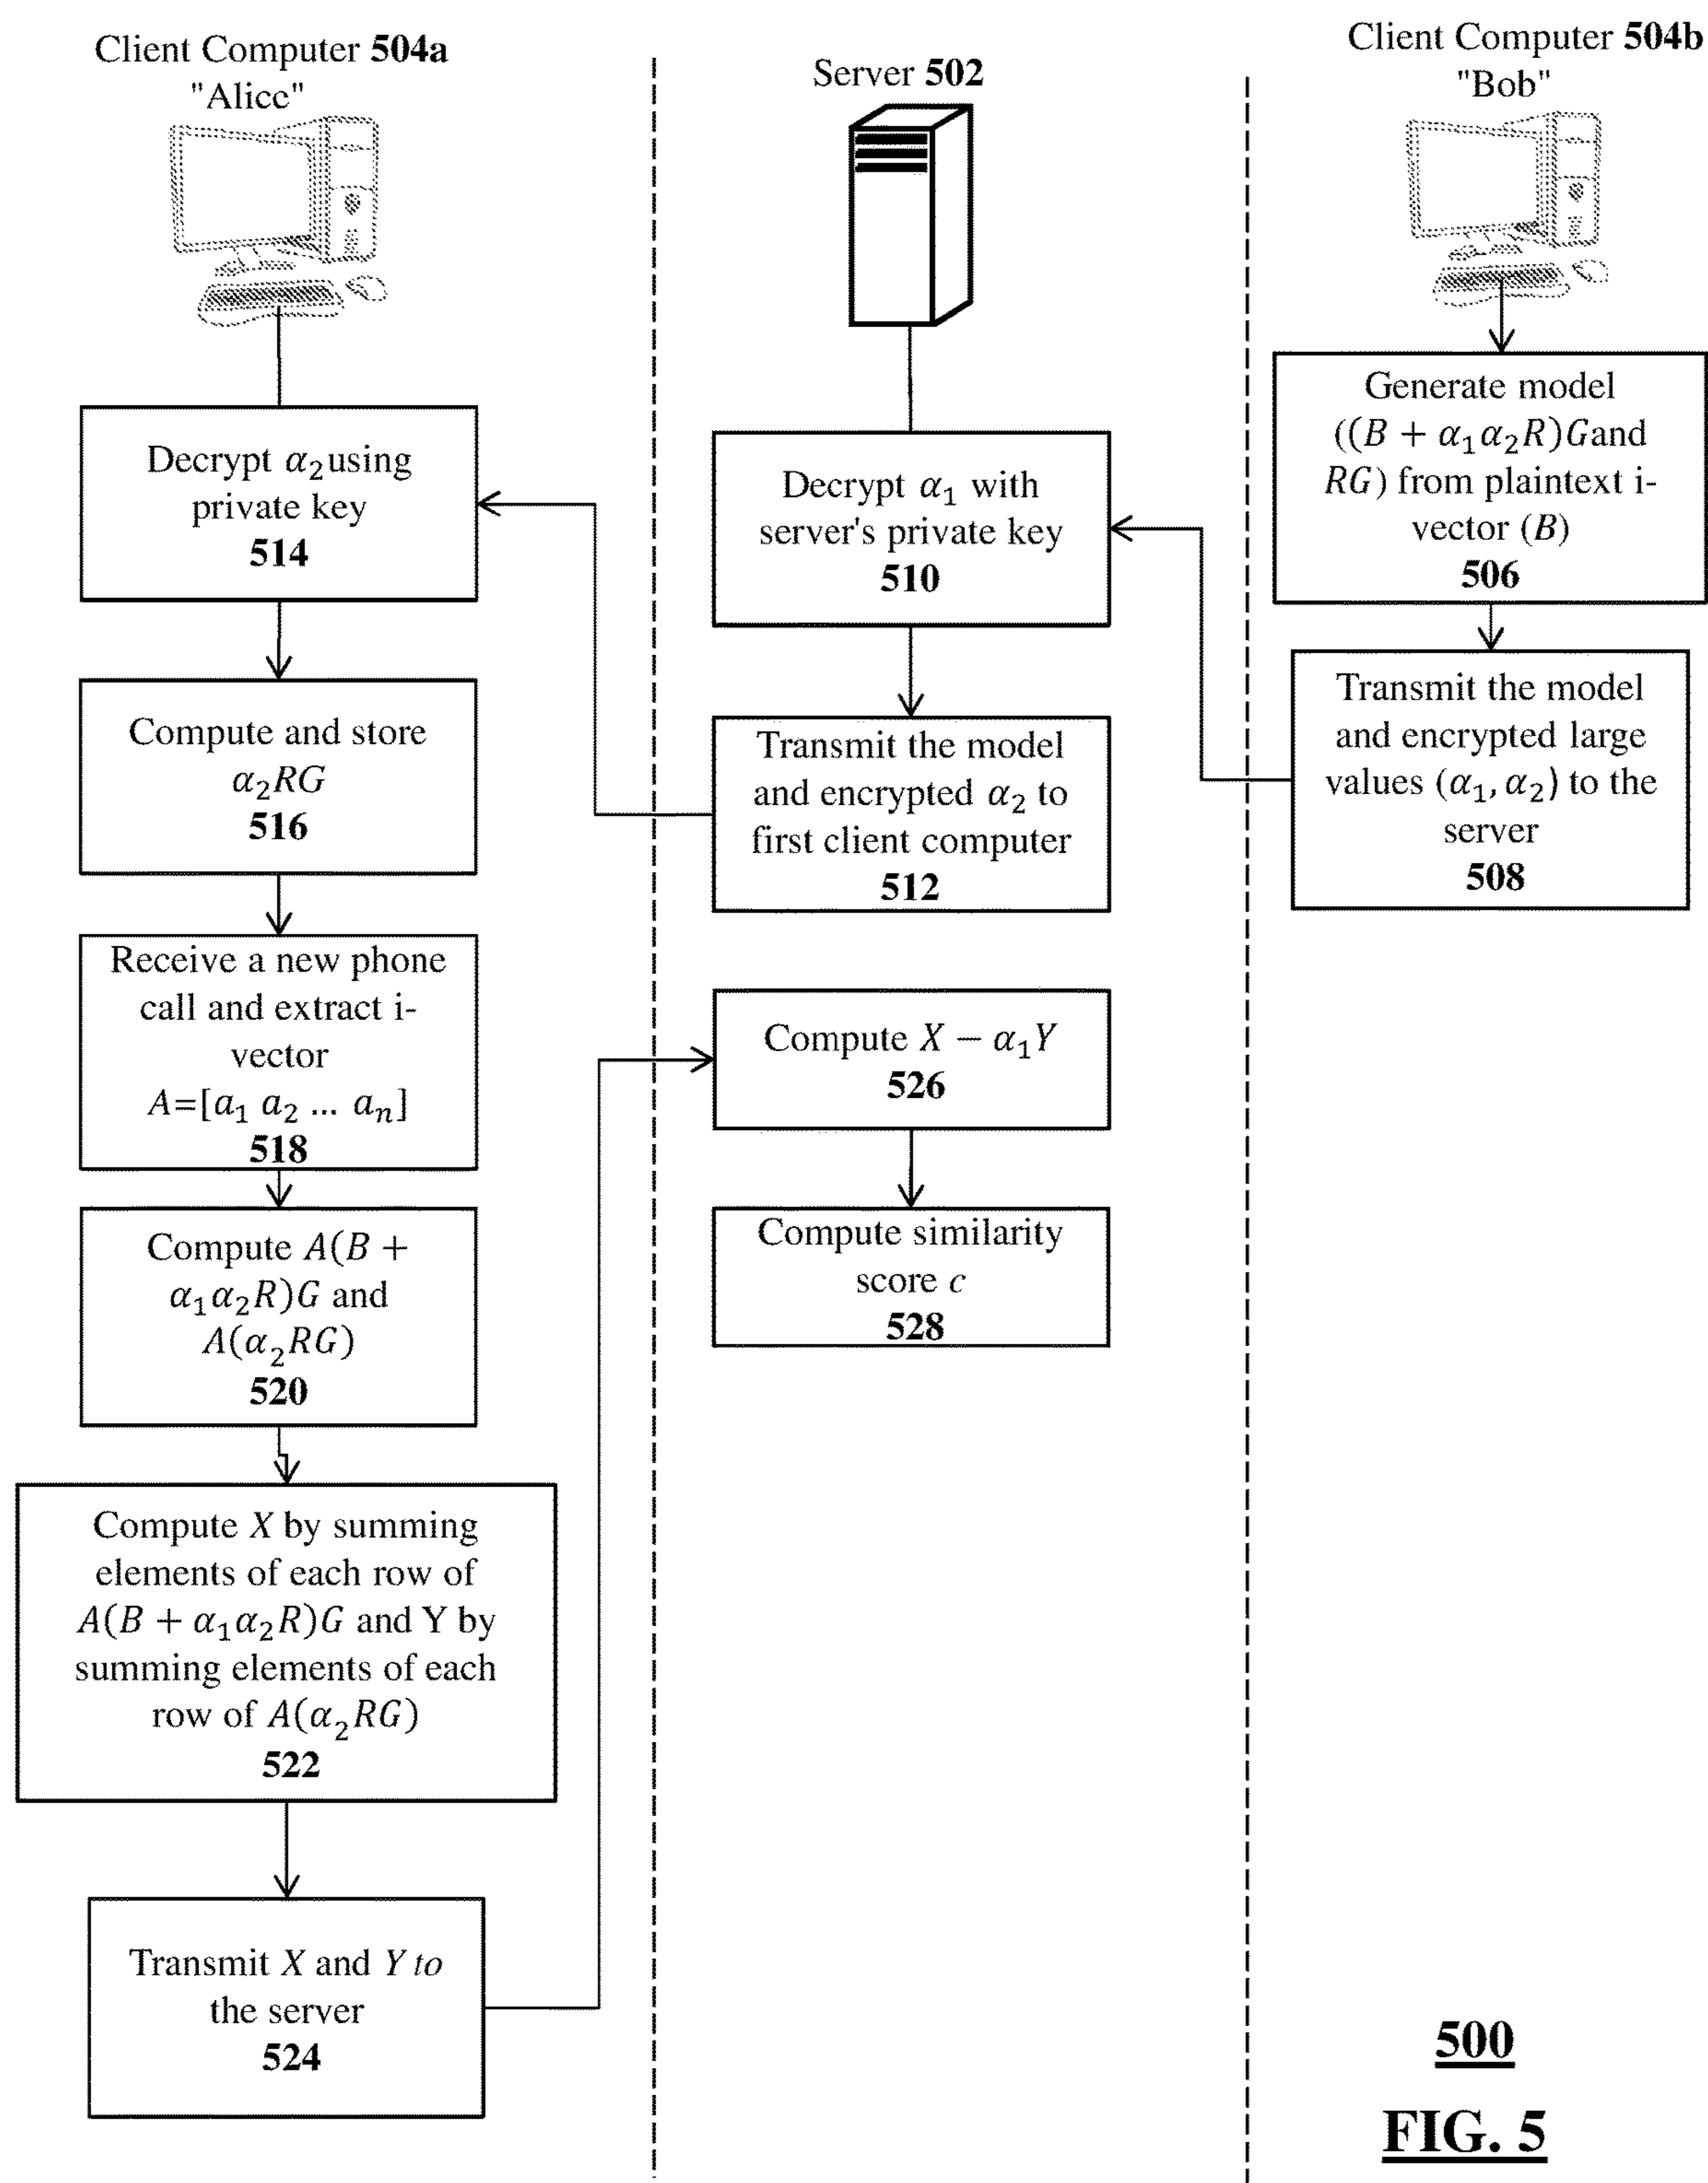 Client Computer 504a
"Alice"
Decrypt α₂using
private key
514
Compute and store
α₂RG
516
Receive a new phone
call and extract i-
vector
A=[a₁ a₂ ... aₙ]
518
Compute A(B +
α₁α₂R)G and
A(α₂RG)
520
Compute X by summing
elements of each row of
A(B + α₁α₂R)G and Y by
summing elements of each
row of A(α₂RG)
522
Transmit X and Y to
the server
524
Server 502
Decrypt α₁ with
server's private key
510
Transmit the model
and encrypted α₂ to
first client computer
512
Compute X − α₁Y
526
Compute similarity
score c
528
Client Computer 504b
"Bob"
Generate model
((B + α₁α₂R)Gand
RG) from plaintext i-
vector (B)
506
Transmit the model
and encrypted large
values (α₁, α₂) to the
server
508
500
FIG. 5